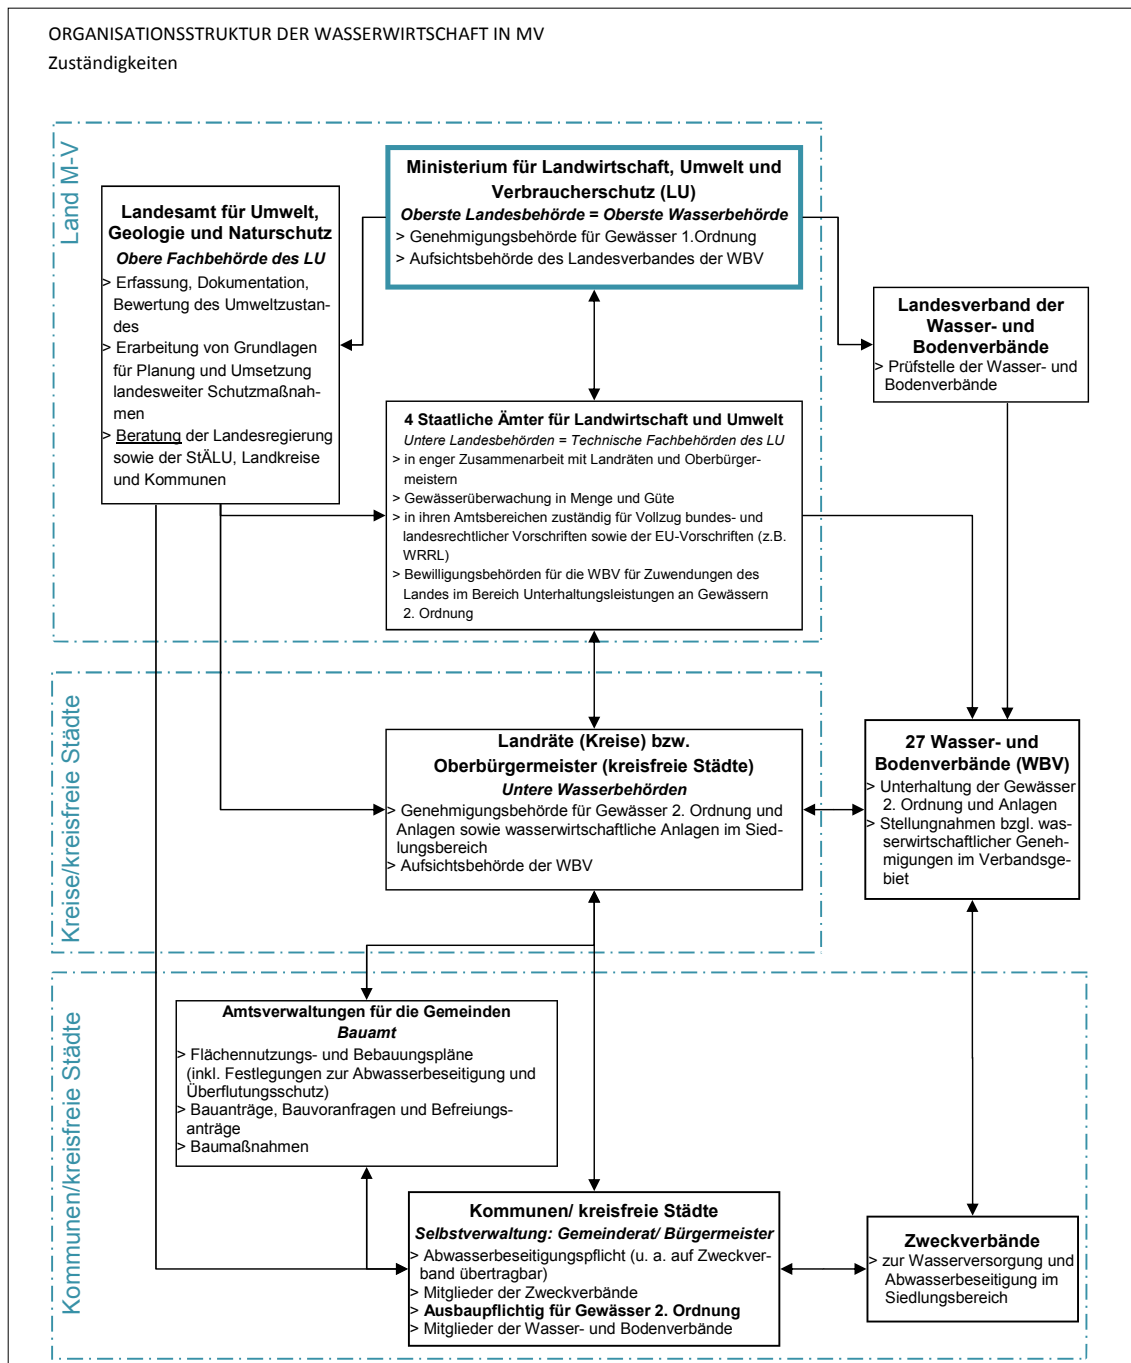 ORGANISATIONSSTRUKTUR DER WASSERWIRTSCHAFT IN MV
Zuständigkeiten
Land M-V
Ministerium für Landwirtschaft, Umwelt und
Verbraucherschutz (LU)
Oberste Landesbehörde = Oberste Wasserbehörde
> Genehmigungsbehörde für Gewässer 1.Ordnung
> Aufsichtsbehörde des Landesverbandes der WBV
Landesamt für Umwelt,
Geologie und Naturschutz
Obere Fachbehörde des LU
> Erfassung, Dokumentation,
Bewertung des Umweltzustan-
des
> Erarbeitung von Grundlagen
für Planung und Umsetzung
landesweiter Schutzmaßnah-
men
> Beratung der Landesregierung
sowie der StÄLU, Landkreise
und Kommunen
Landesverband der
Wasser- und
Bodenverbände
> Prüfstelle der Wasser- und
Bodenverbände
4 Staatliche Ämter für Landwirtschaft und Umwelt
Untere Landesbehörden = Technische Fachbehörden des LU
> in enger Zusammenarbeit mit Landräten und Oberbürger-
meistern
> Gewässerüberwachung in Menge und Güte
> in ihren Amtsbereichen zuständig für Vollzug bundes- und
landesrechtlicher Vorschriften sowie der EU-Vorschriften (z.B.
WRRL)
> Bewilligungsbehörden für die WBV für Zuwendungen des
Landes im Bereich Unterhaltungsleistungen an Gewässern
2. Ordnung
Kreise/kreisfreie Städte
Landräte (Kreise) bzw.
Oberbürgermeister (kreisfreie Städte)
Untere Wasserbehörden
> Genehmigungsbehörde für Gewässer 2. Ordnung und
Anlagen sowie wasserwirtschaftliche Anlagen im Sied-
lungsbereich
> Aufsichtsbehörde der WBV
27 Wasser- und
Bodenverbände (WBV)
> Unterhaltung der Gewässer
2. Ordnung und Anlagen
> Stellungnahmen bzgl. was-
serwirtschaftlicher Geneh-
migungen im Verbandsge-
biet
Kommunen/kreisfreie Städte
Amtsverwaltungen für die Gemeinden
Bauamt
> Flächennutzungs- und Bebauungspläne
(inkl. Festlegungen zur Abwasserbeseitigung und
Überflutungsschutz)
> Bauanträge, Bauvoranfragen und Befreiungs-
anträge
> Baumaßnahmen
Kommunen/ kreisfreie Städte
Selbstverwaltung: Gemeinderat/ Bürgermeister
> Abwasserbeseitigungspflicht (u. a. auf Zweckver-
band übertragbar)
> Mitglieder der Zweckverbände
> Ausbaupflichtig für Gewässer 2. Ordnung
> Mitglieder der Wasser- und Bodenverbände
Zweckverbände
> zur Wasserversorgung und
Abwasserbeseitigung im
Siedlungsbereich